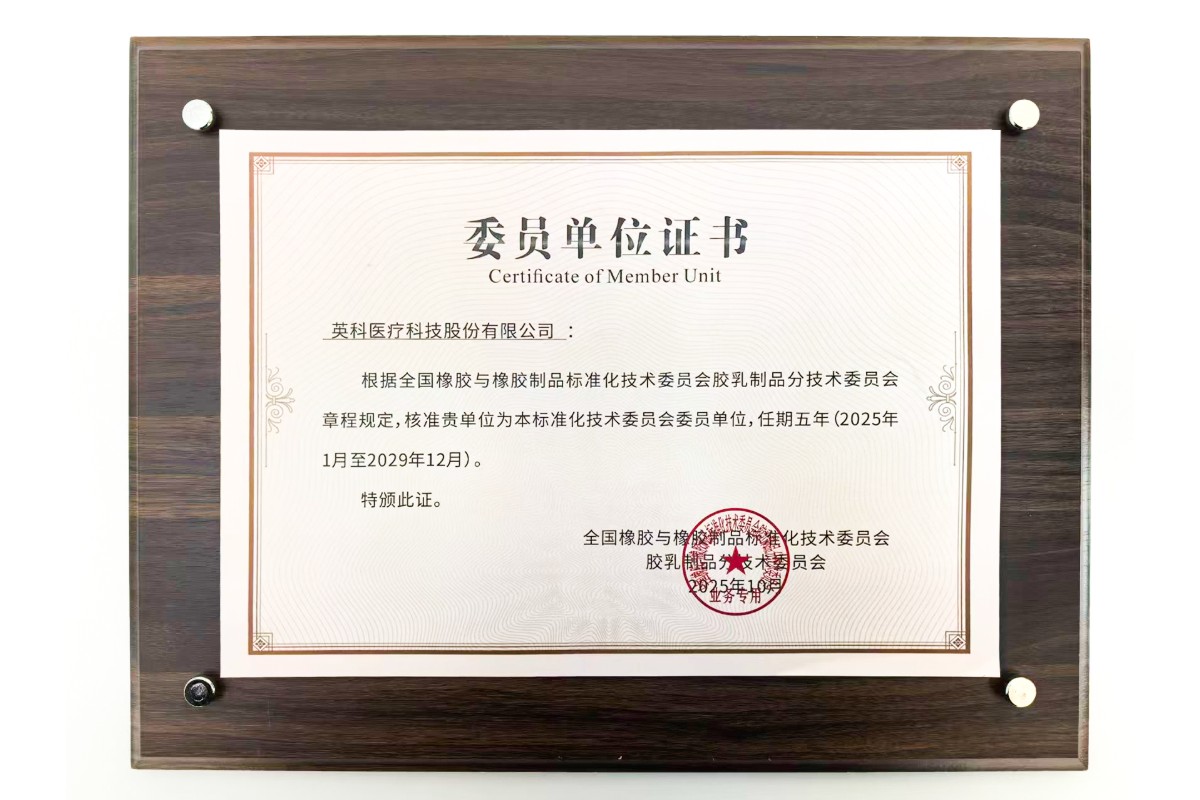 委员单位证书
Certificate of Member Unit
英科医疗科技股份有限公司 ：
根据全国橡胶与橡胶制品标准化技术委员会胶乳制品分技术委员会
章程规定，核准贵单位为本标准化技术委员会委员单位，任期五年（2025年
1月至2029年12月）。
特颁此证。
全国橡胶与橡胶制品标准化技术委员会
胶乳制品分技术委员会
2025年10月
业务专用